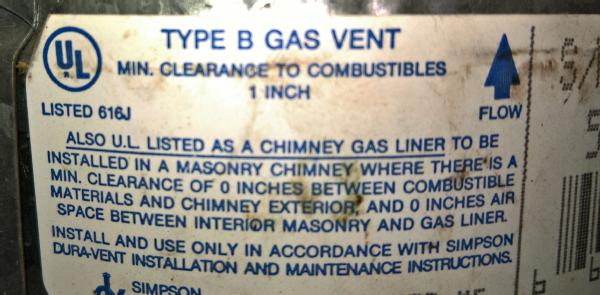 UL
TYPE B GAS VENT
MIN. CLEARANCE TO COMBUSTIBLES
1 INCH
LISTED 616J
FLOW
ALSO U.L. LISTED AS A CHIMNEY GAS LINER TO BE
INSTALLED IN A MASONRY CHIMNEY WHERE THERE IS A
MIN. CLEARANCE OF 0 INCHES BETWEEN COMBUSTIBLE
MATERIALS AND CHIMNEY EXTERIOR, AND 0 INCHES AIR
SPACE BETWEEN INTERIOR MASONRY AND GAS LINER.
INSTALL AND USE ONLY IN ACCORDANCE WITH SIMPSON
DURA-VENT INSTALLATION AND MAINTENANCE INSTRUCTIONS.
SIMPSON